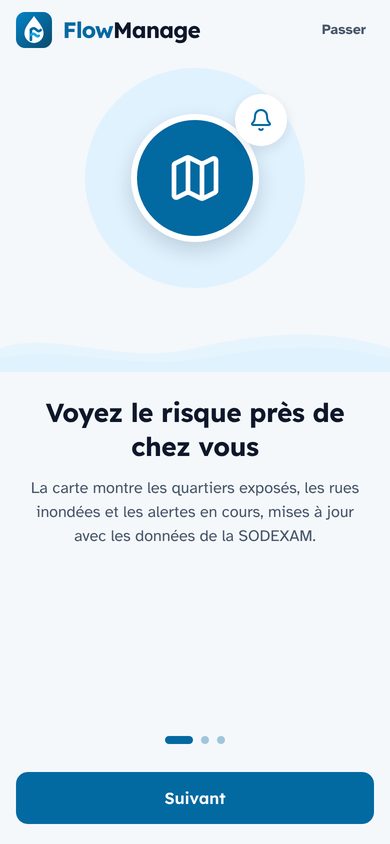 FlowManage
Passer
Voyez le risque près de
chez vous
La carte montre les quartiers exposés, les rues
inondées et les alertes en cours, mises à jour
avec les données de la SODEXAM.
Suivant